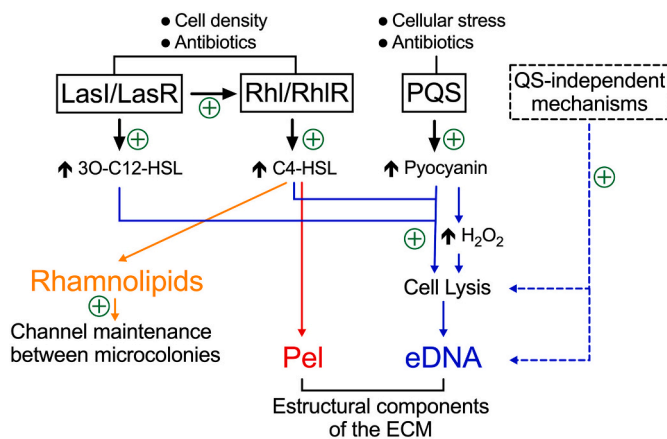 ● Cell density
● Antibiotics
● Cellular stress
● Antibiotics
LasI/LasR
Rhl/RhlR
PQS
QS-independent
mechanisms
3O-C12-HSL
C4-HSL
Pyocyanin
H₂O₂
Rhamnolipids
Cell Lysis
Channel maintenance
between microcolonies
Pel
eDNA
Estructural components
of the ECM